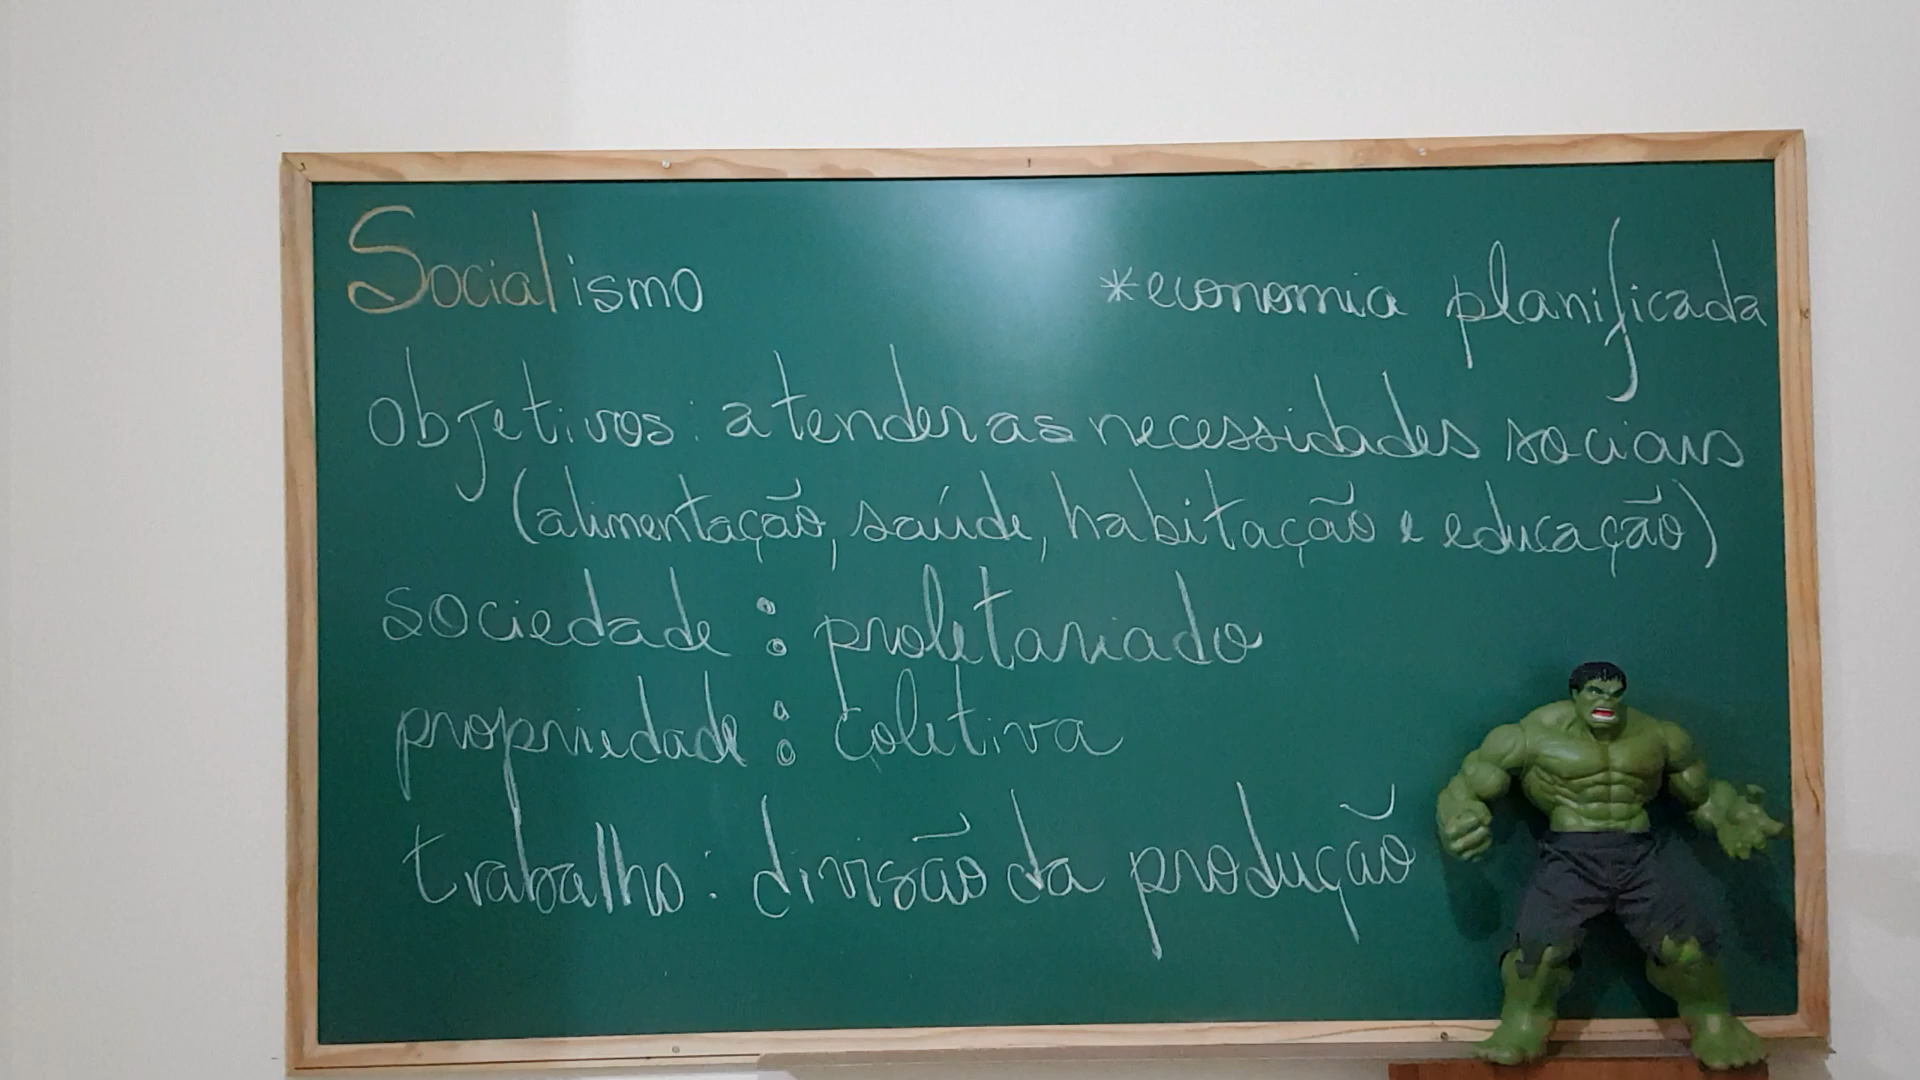 Socialismo *economia planificada
objetivos: atender as necessidades sociais
(alimentação, saúde, habitação e educação)
sociedade: proletariado
propriedade: coletiva
trabalho: divisão da produção